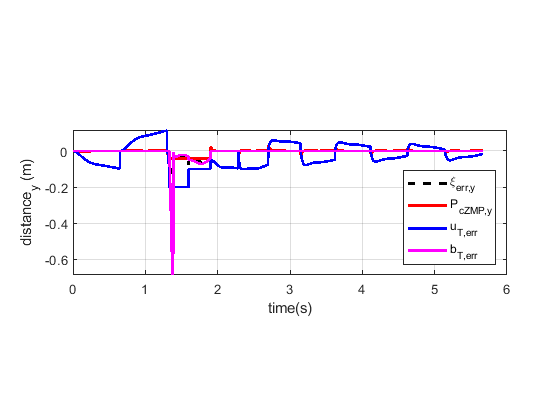 distance_y (m)
0
-0.2
-0.4
-0.6
0 1 2 3 4 5 6
time(s)
ξ_err,y
P_cZMP,y
u_T,err
b_T,err